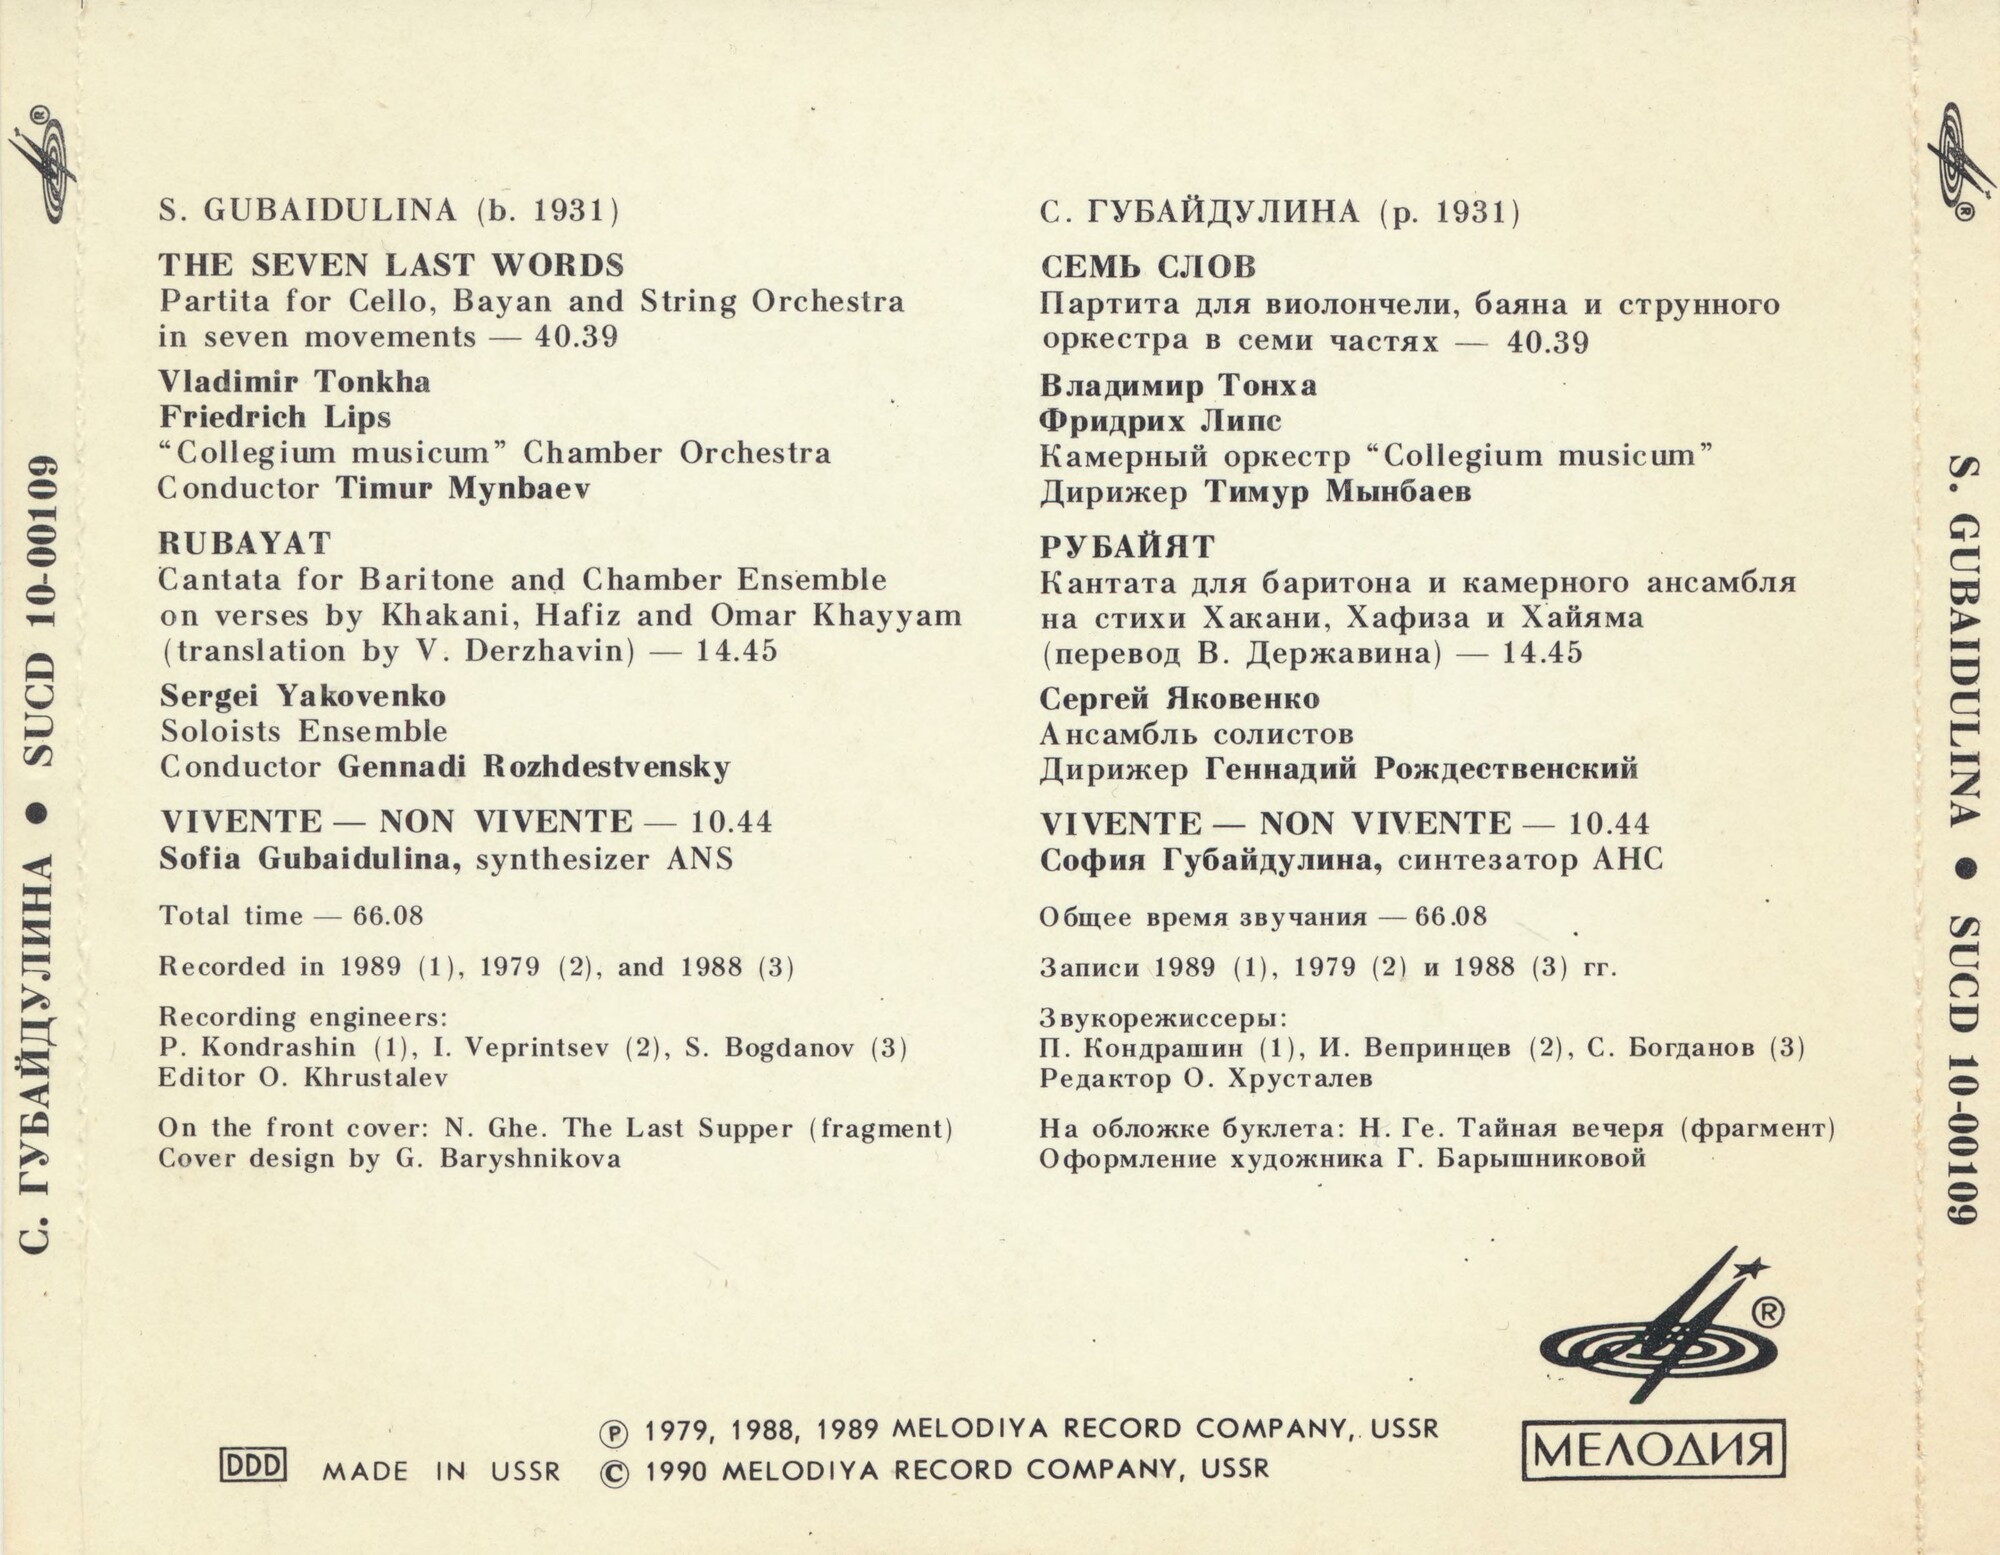 С. ГУБАЙДУЛИНА ● SUCD 10-00109
®
S. GUBAIDULINA (b. 1931)
THE SEVEN LAST WORDS
Partita for Cello, Bayan and String Orchestra
in seven movements — 40.39
Vladimir Tonkha
Friedrich Lips
“Collegium musicum” Chamber Orchestra
Conductor Timur Mynbaev
RUBAYAT
Cantata for Baritone and Chamber Ensemble
on verses by Khakani, Hafiz and Omar Khayyam
(translation by V. Derzhavin) — 14.45
Sergei Yakovenko
Soloists Ensemble
Conductor Gennadi Rozhdestvensky
VIVENTE — NON VIVENTE — 10.44
Sofia Gubaidulina, synthesizer ANS
Total time — 66.08
Recorded in 1989 (1), 1979 (2), and 1988 (3)
Recording engineers:
P. Kondrashin (1), I. Veprintsev (2), S. Bogdanov (3)
Editor O. Khrustalev
On the front cover: N. Ghe. The Last Supper (fragment)
Cover design by G. Baryshnikova
С. ГУБАЙДУЛИНА (р. 1931)
СЕМЬ СЛОВ
Партита для виолончели, баяна и струнного
оркестра в семи частях — 40.39
Владимир Тонха
Фридрих Липс
Камерный оркестр “Collegium musicum”
Дирижер Тимур Мынбаев
РУБАЙЯТ
Кантата для баритона и камерного ансамбля
на стихи Хакани, Хафиза и Хайяма
(перевод В. Державина) — 14.45
Сергей Яковенко
Ансамбль солистов
Дирижер Геннадий Рождественский
VIVENTE — NON VIVENTE — 10.44
София Губайдулина, синтезатор АНС
Общее время звучания — 66.08
Записи 1989 (1), 1979 (2) и 1988 (3) гг.
Звукорежиссеры:
П. Кондрашин (1), И. Вепринцев (2), С. Богданов (3)
Редактор О. Хрусталев
На обложке буклета: Н. Ге. Тайная вечеря (фрагмент)
Оформление художника Г. Барышниковой
®
МЕЛОДИЯ
DDD MADE IN USSR
℗ 1979, 1988, 1989 MELODIYA RECORD COMPANY, USSR
© 1990 MELODIYA RECORD COMPANY, USSR
®
S. GUBAIDULINA ● SUCD 10-00109